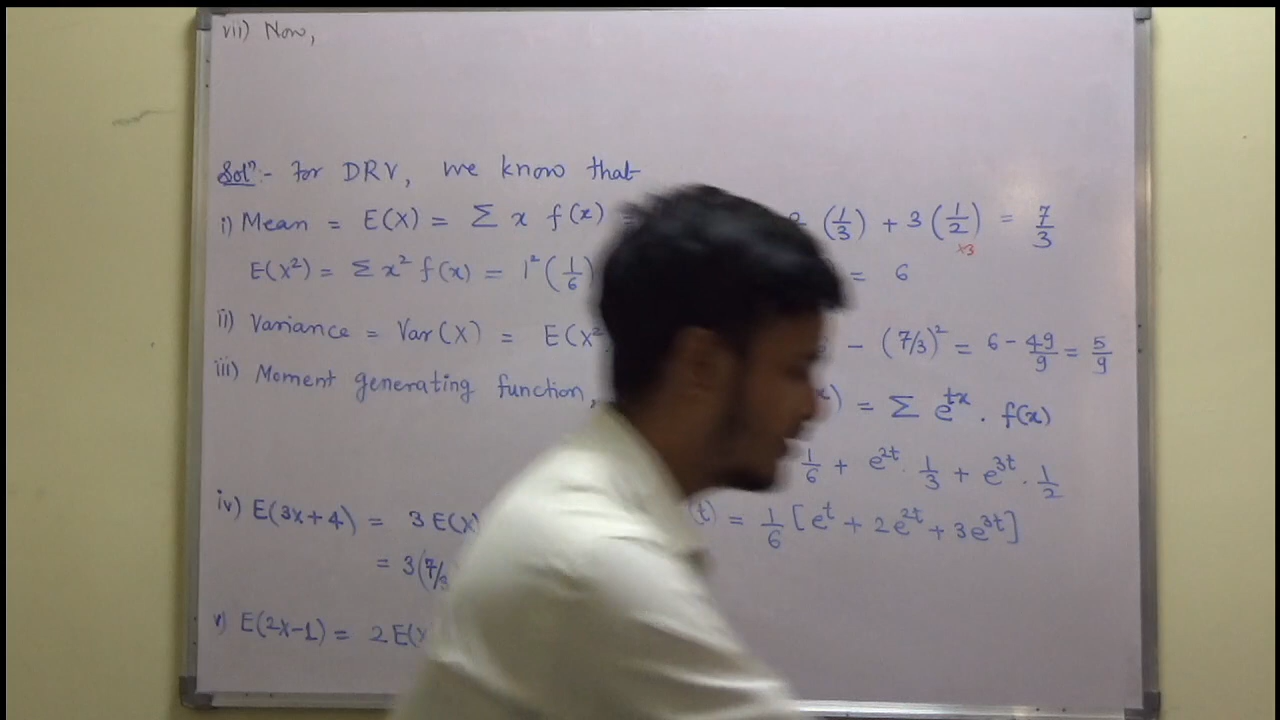 vii) Now,
Solⁿ:- For DRV, we know that
i) Mean = E(X) = Σ x f(x) = (1/3) + 3(1/2) = 7/3
×3
E(X²) = Σ x² f(x) = 1²(1/6) = 6
ii) Variance = Var(X) = E(X² - (7/3)² = 6 - 49/9 = 5/9
iii) Moment generating function, ) = Σ e^tx . f(x)
1/6 + e^2t . 1/3 + e^3t . 1/2
(t) = 1/6 [e^t + 2e^2t + 3e^3t]
iv) E(3X+4) = 3E(X)
= 3(7/3
v) E(2X-1) = 2E(X